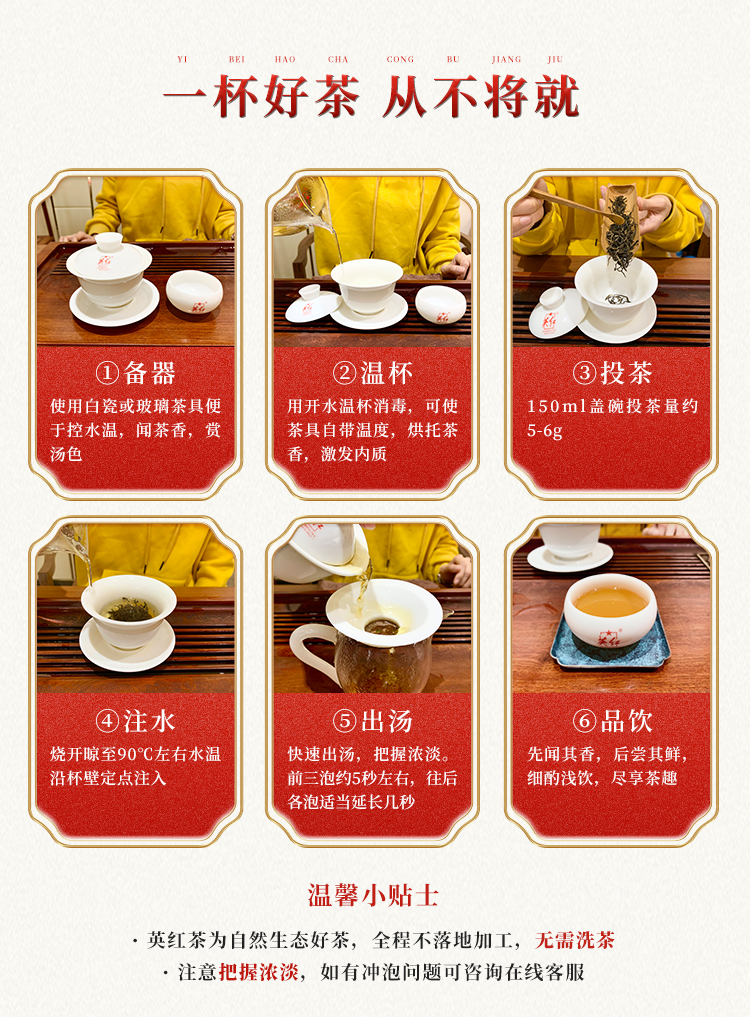 YI BEI HAO CHA CONG BU JIANG JIU
一杯好茶 从不将就
①备器
使用白瓷或玻璃茶具便
于控水温，闻茶香，赏
汤色
②温杯
用开水温杯消毒，可使
茶具自带温度，烘托茶
香，激发内质
③投茶
150ml盖碗投茶量约
5-6g
④注水
烧开晾至90℃左右水温
沿杯壁定点注入
⑤出汤
快速出汤，把握浓淡。
前三泡约5秒左右，往后
各泡适当延长几秒
⑥品饮
先闻其香，后尝其鲜，
细酌浅饮，尽享茶趣
温馨小贴士
· 英红茶为自然生态好茶，全程不落地加工，无需洗茶
· 注意把握浓淡，如有冲泡问题可咨询在线客服